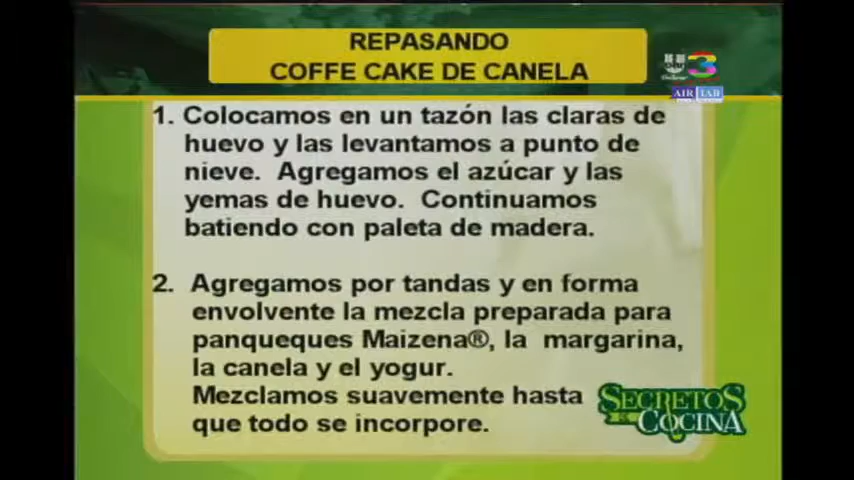 REPASANDO
COFFE CAKE DE CANELA
3
AIR TAB
1. Colocamos en un tazón las claras de
huevo y las levantamos a punto de
nieve. Agregamos el azúcar y las
yemas de huevo. Continuamos
batiendo con paleta de madera.
2. Agregamos por tandas y en forma
envolvente la mezcla preparada para
panqueques Maizena®, la margarina,
la canela y el yogur.
Mezclamos suavemente hasta
que todo se incorpore.
SECRETOS
DE COCINA